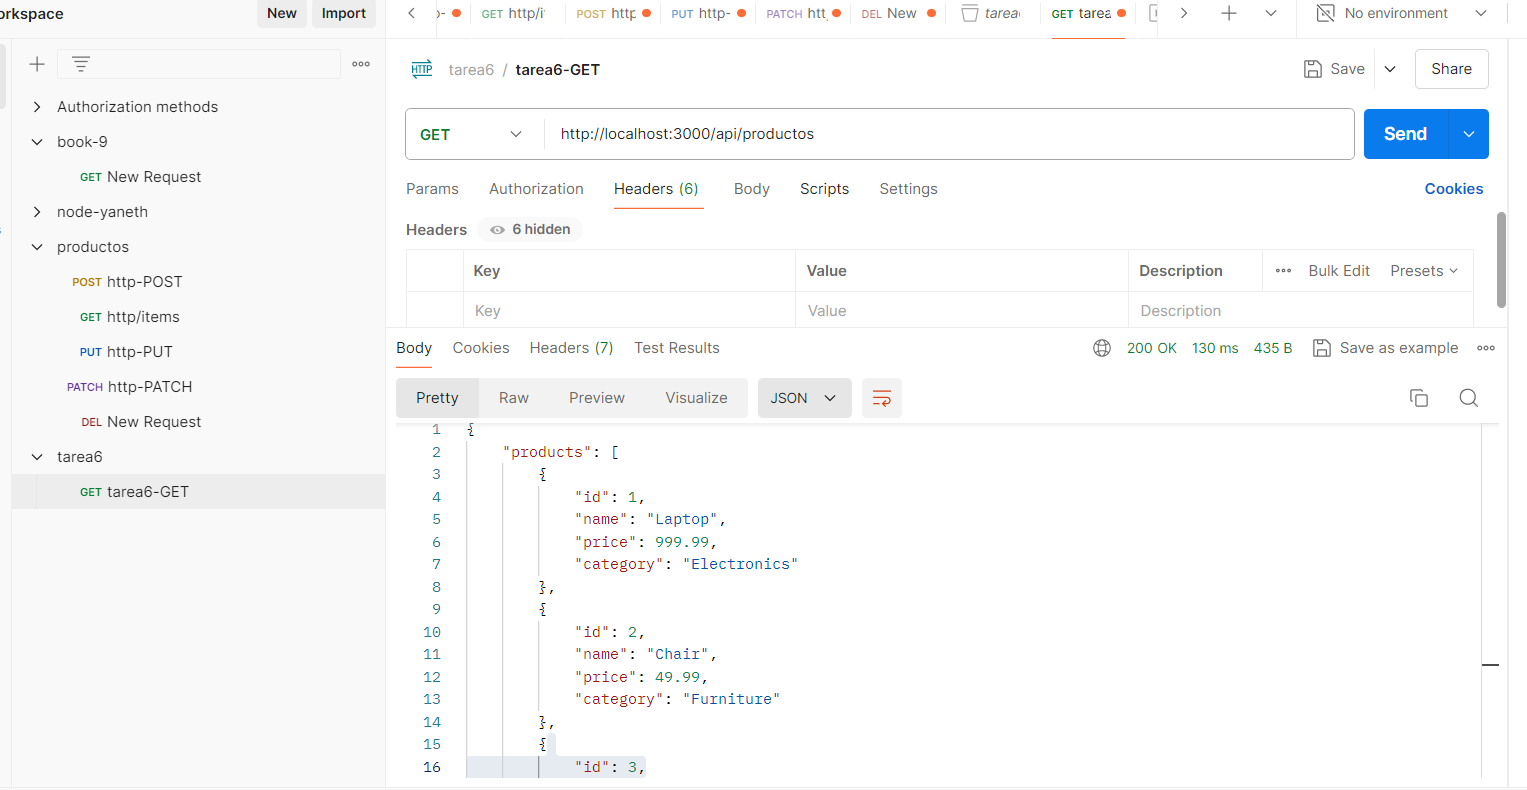 orkspace
New
Import
GET http/i
POST http
PUT http-
PATCH htt
DEL New
tarea
GET tarea
No environment
Authorization methods
book-9
GET New Request
node-yaneth
productos
POST http-POST
GET http/items
PUT http-PUT
PATCH http-PATCH
DEL New Request
tarea6
GET tarea6-GET
HTTP
tarea6 / tarea6-GET
Save
Share
GET
http://localhost:3000/api/productos
Send
Params Authorization Headers (6) Body Scripts Settings
Cookies
Headers
6 hidden
Key Value Description
Bulk Edit
Presets
Key Value Description
Body Cookies Headers (7) Test Results
200 OK 130 ms 435 B
Save as example
Pretty Raw Preview Visualize
JSON
1 {
2 "products": [
3 {
4 "id": 1,
5 "name": "Laptop",
6 "price": 999.99,
7 "category": "Electronics"
8 },
9 {
10 "id": 2,
11 "name": "Chair",
12 "price": 49.99,
13 "category": "Furniture"
14 },
15 {
16 "id": 3,